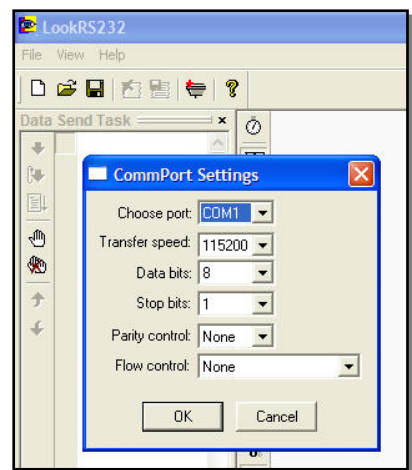 LookRS232
File View Help
Data Send Task
CommPort Settings
Choose port: COM1
Transfer speed: 115200
Data bits: 8
Stop bits: 1
Parity control: None
Flow control: None
OK Cancel